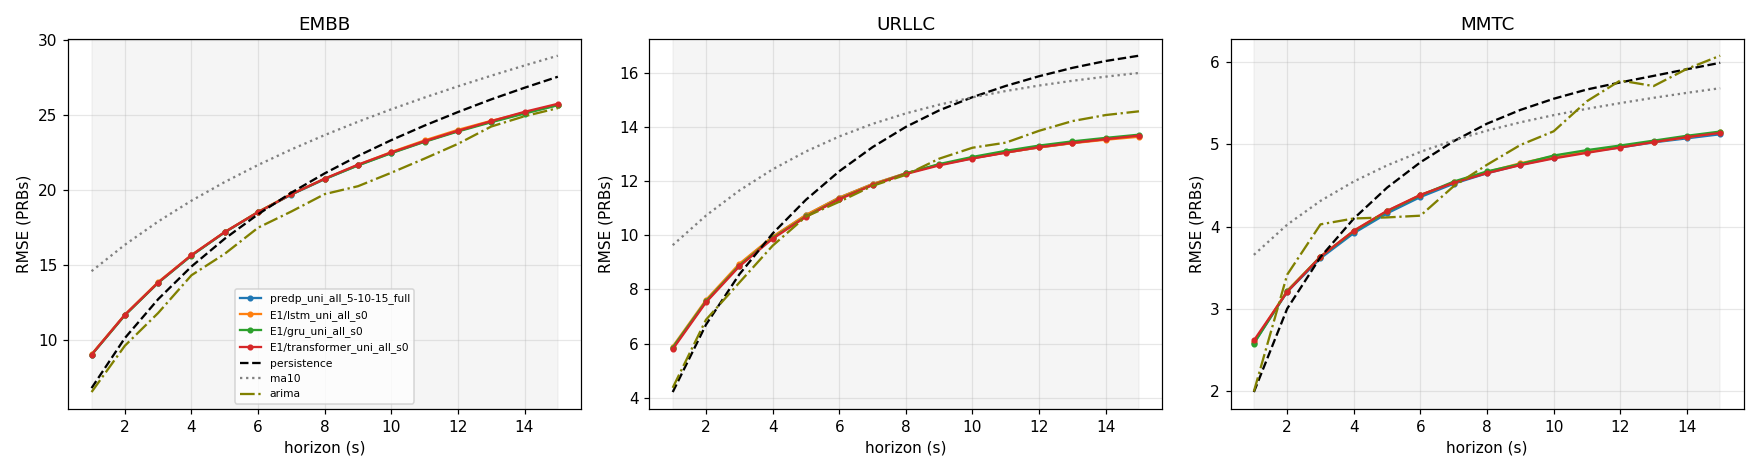 EMBB
30
25
20
15
10
RMSE (PRBs)
2
4
6
8
10
12
14
horizon (s)
predp_uni_all_5-10-15_full
E1/lstm_uni_all_s0
E1/gru_uni_all_s0
E1/transformer_uni_all_s0
persistence
ma10
arima
URLLC
16
14
12
10
8
6
4
RMSE (PRBs)
2
4
6
8
10
12
14
horizon (s)
MMTC
6
5
4
3
2
RMSE (PRBs)
2
4
6
8
10
12
14
horizon (s)